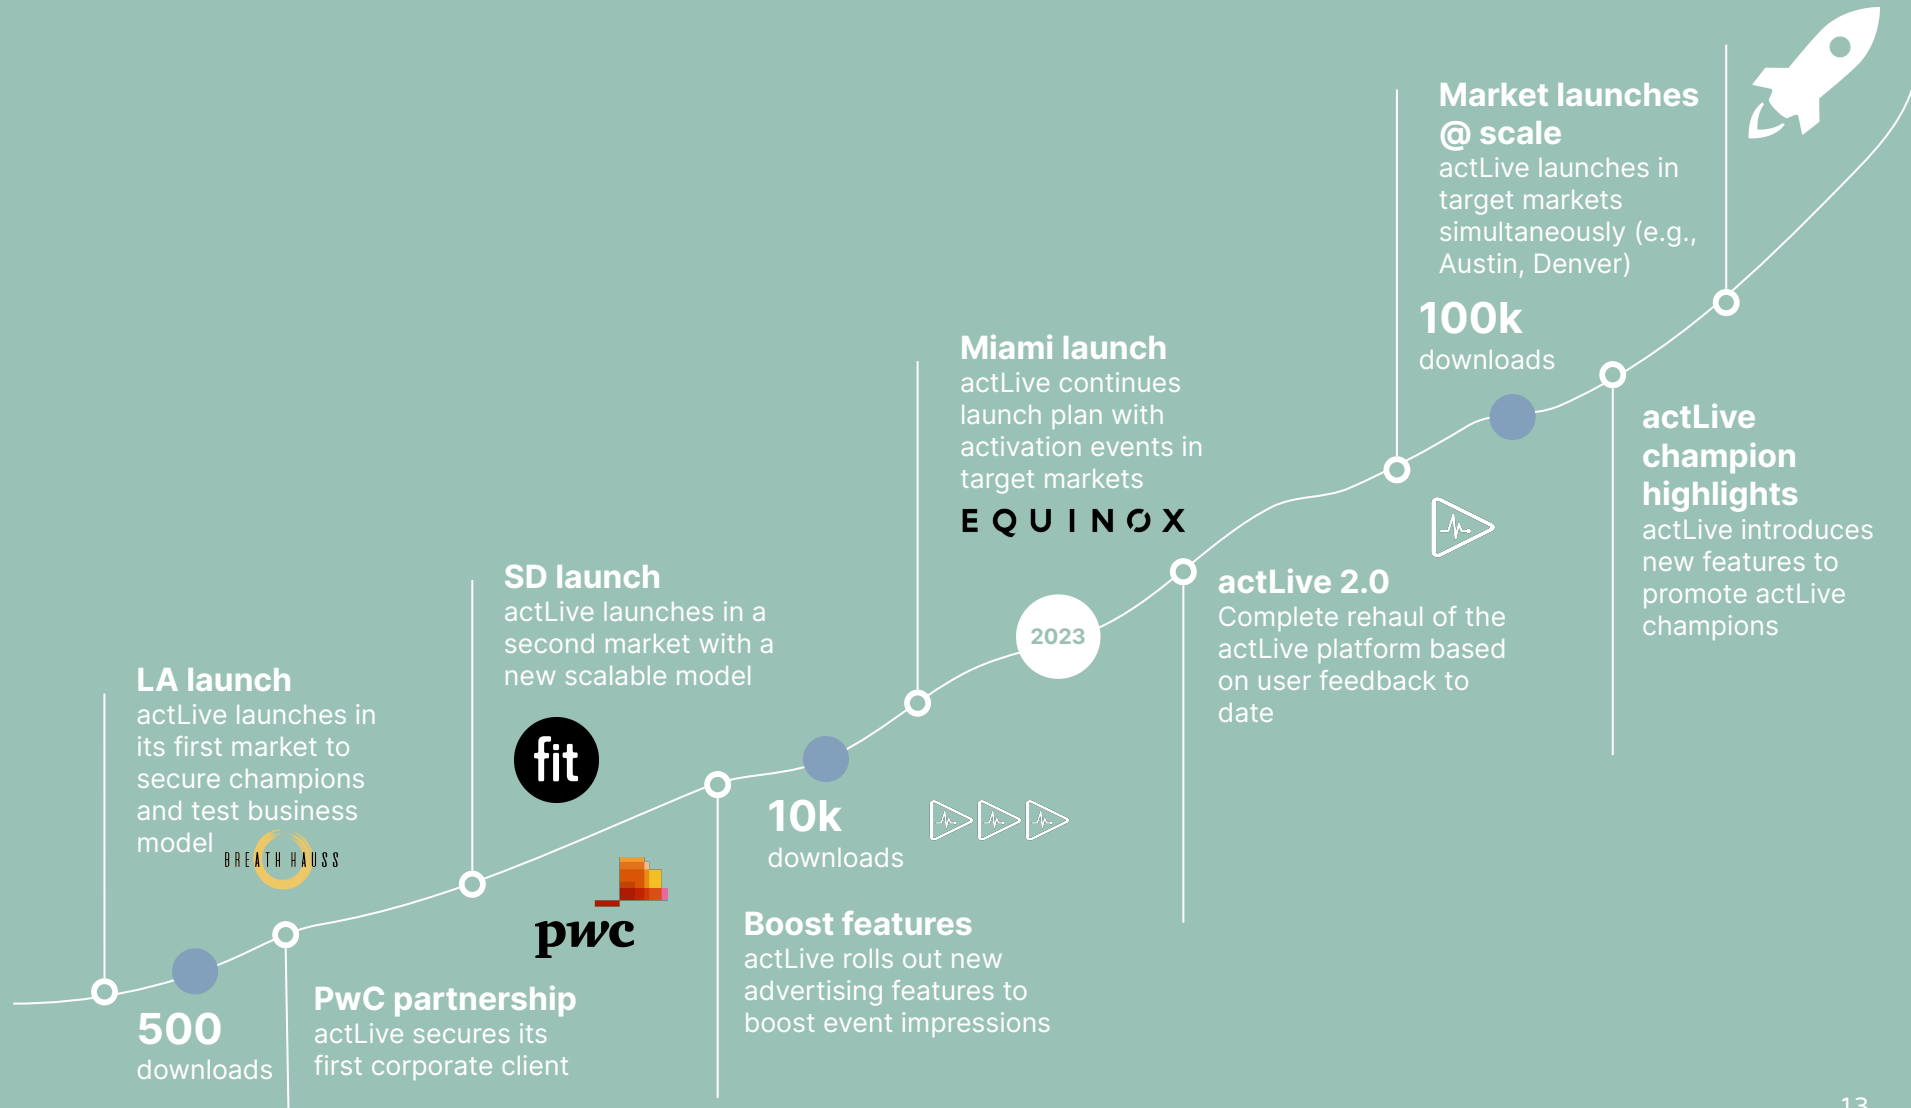 LA launch
actLive launches in
its first market to
secure champions
and test business
model
BREATH HAUSS
500
downloads
PwC partnership
actLive secures its
first corporate client
SD launch
actLive launches in a
second market with a
new scalable model
fit
pwc
Boost features
actLive rolls out new
advertising features to
boost event impressions
10k
downloads
Miami launch
actLive continues
launch plan with
activation events in
target markets
EQUINOX
2023
actLive 2.0
Complete rehaul of the
actLive platform based
on user feedback to
date
Market launches
@ scale
actLive launches in
target markets
simultaneously (e.g.,
Austin, Denver)
100k
downloads
actLive
champion
highlights
actLive introduces
new features to
promote actLive
champions
13